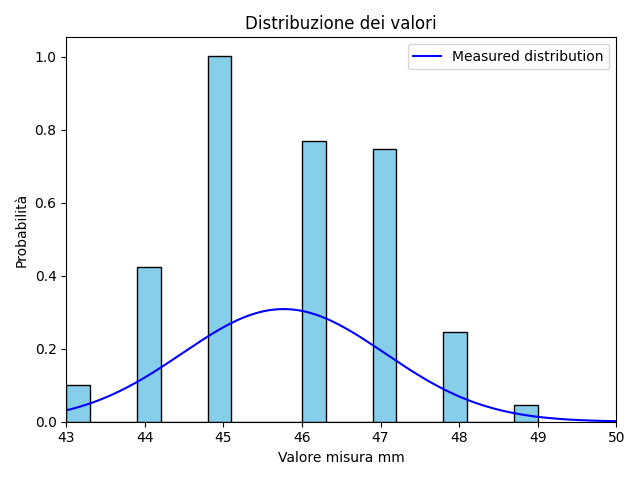 Distribuzione dei valori
Measured distribution
Probabilità
1.0
0.8
0.6
0.4
0.2
0.0
43 44 45 46 47 48 49 50
Valore misura mm